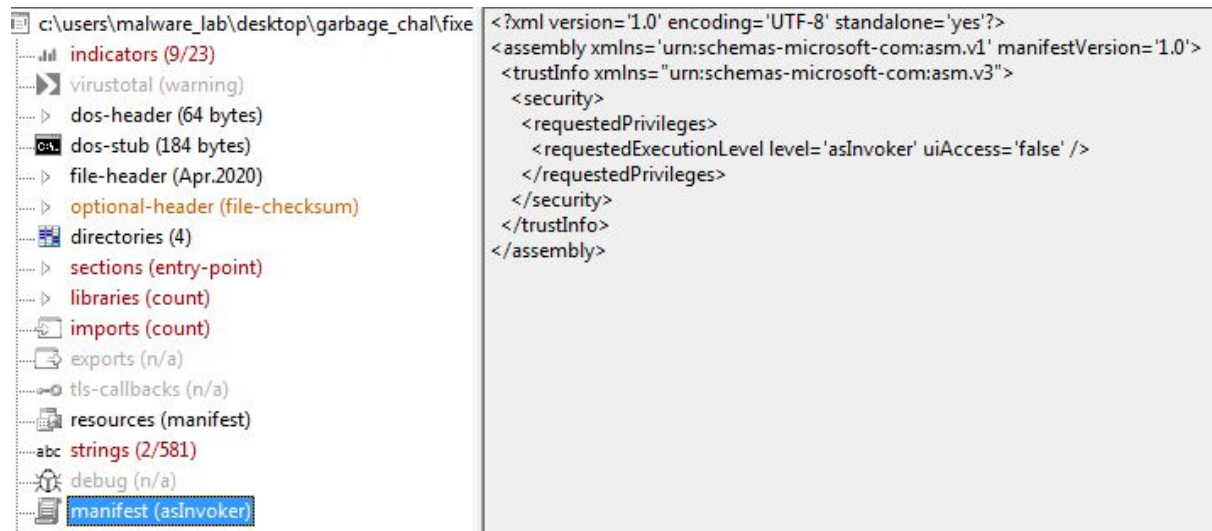 c:\users\malware_lab\desktop\garbage_chal\fixe
indicators (9/23)
virustotal (warning)
dos-header (64 bytes)
dos-stub (184 bytes)
file-header (Apr.2020)
optional-header (file-checksum)
directories (4)
sections (entry-point)
libraries (count)
imports (count)
exports (n/a)
tls-callbacks (n/a)
resources (manifest)
abc strings (2/581)
debug (n/a)
manifest (asInvoker)
<?xml version='1.0' encoding='UTF-8' standalone='yes'?>
<assembly xmlns='urn:schemas-microsoft-com:asm.v1' manifestVersion='1.0'>
<trustInfo xmlns="urn:schemas-microsoft-com:asm.v3">
<security>
<requestedPrivileges>
<requestedExecutionLevel level='asInvoker' uiAccess='false' />
</requestedPrivileges>
</security>
</trustInfo>
</assembly>